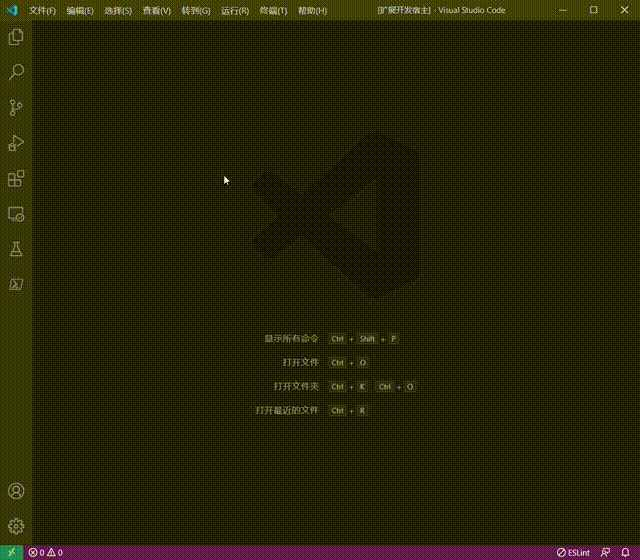 文件(F) 编辑(E) 选择(S) 查看(V) 转到(G) 运行(R) 终端(T) 帮助(H) [扩展开发宿主] - Visual Studio Code
显示所有命令 Ctrl + Shift + P
打开文件 Ctrl + O
打开文件夹 Ctrl + K Ctrl + O
打开最近的文件 Ctrl + R
0 0 ESLint